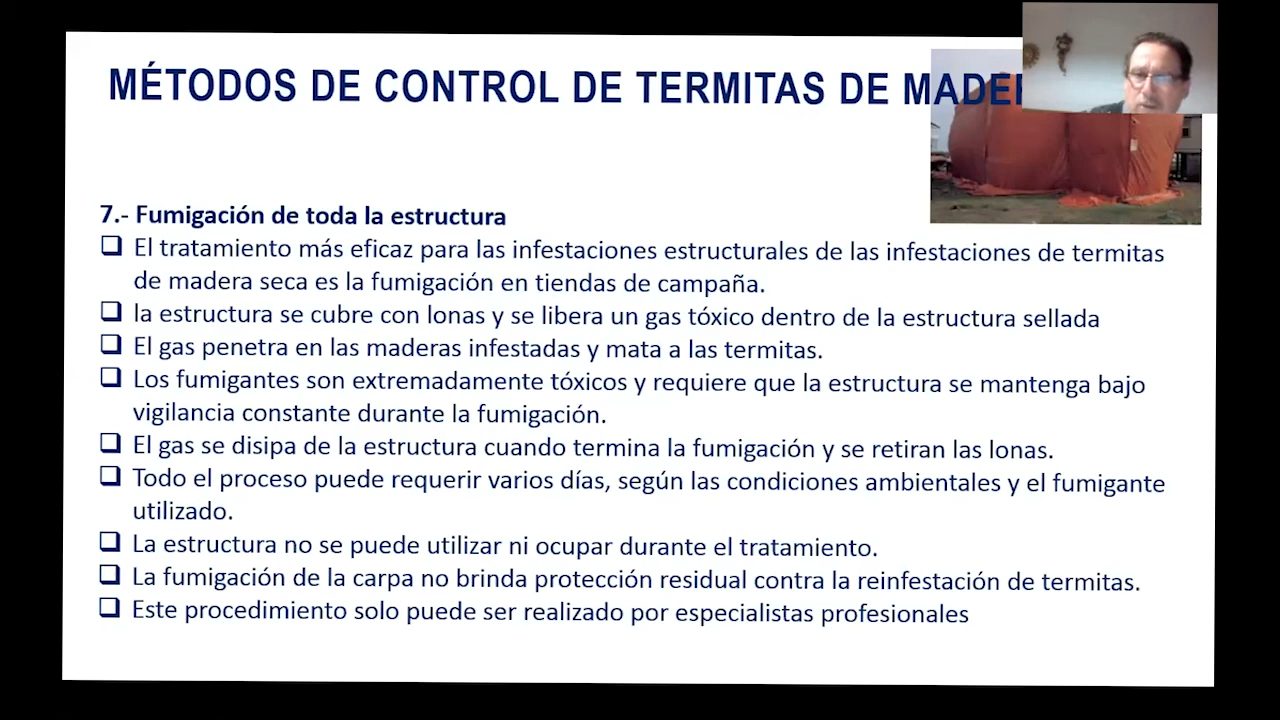 MÉTODOS DE CONTROL DE TERMITAS DE
7.- Fumigación de toda la estructura
El tratamiento más eficaz para las infestaciones estructurales de las infestaciones de termitas
de madera seca es la fumigación en tiendas de campaña.
la estructura se cubre con lonas y se libera un gas tóxico dentro de la estructura sellada
El gas penetra en las maderas infestadas y mata a las termitas.
Los fumigantes son extremadamente tóxicos y requiere que la estructura se mantenga bajo
vigilancia constante durante la fumigación.
El gas se disipa de la estructura cuando termina la fumigación y se retiran las lonas.
Todo el proceso puede requerir varios días, según las condiciones ambientales y el fumigante
utilizado.
La estructura no se puede utilizar ni ocupar durante el tratamiento.
La fumigación de la carpa no brinda protección residual contra la reinfestación de termitas.
Este procedimiento solo puede ser realizado por especialistas profesionales